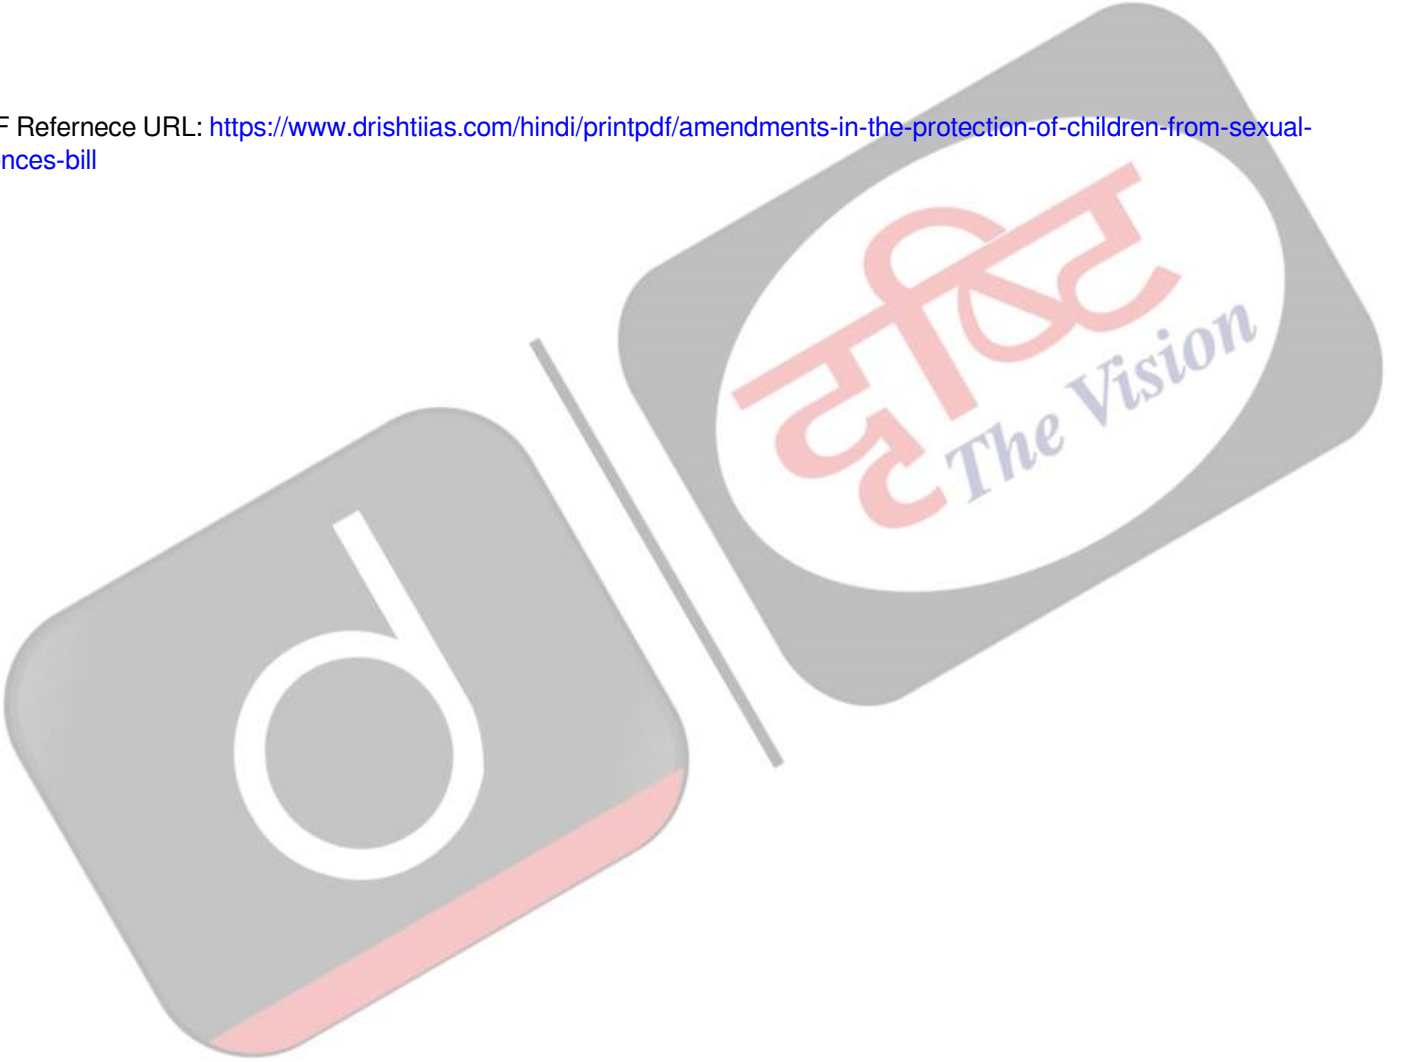 F Refernece URL: https://www.drishtiias.com/hindi/printpdf/amendments-in-the-protection-of-children-from-sexual-
nces-bill
दृष्टि
The Vision
d